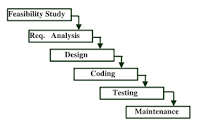 Feasibility Study
Req. Analysis
Design
Coding
Testing
Maintenance